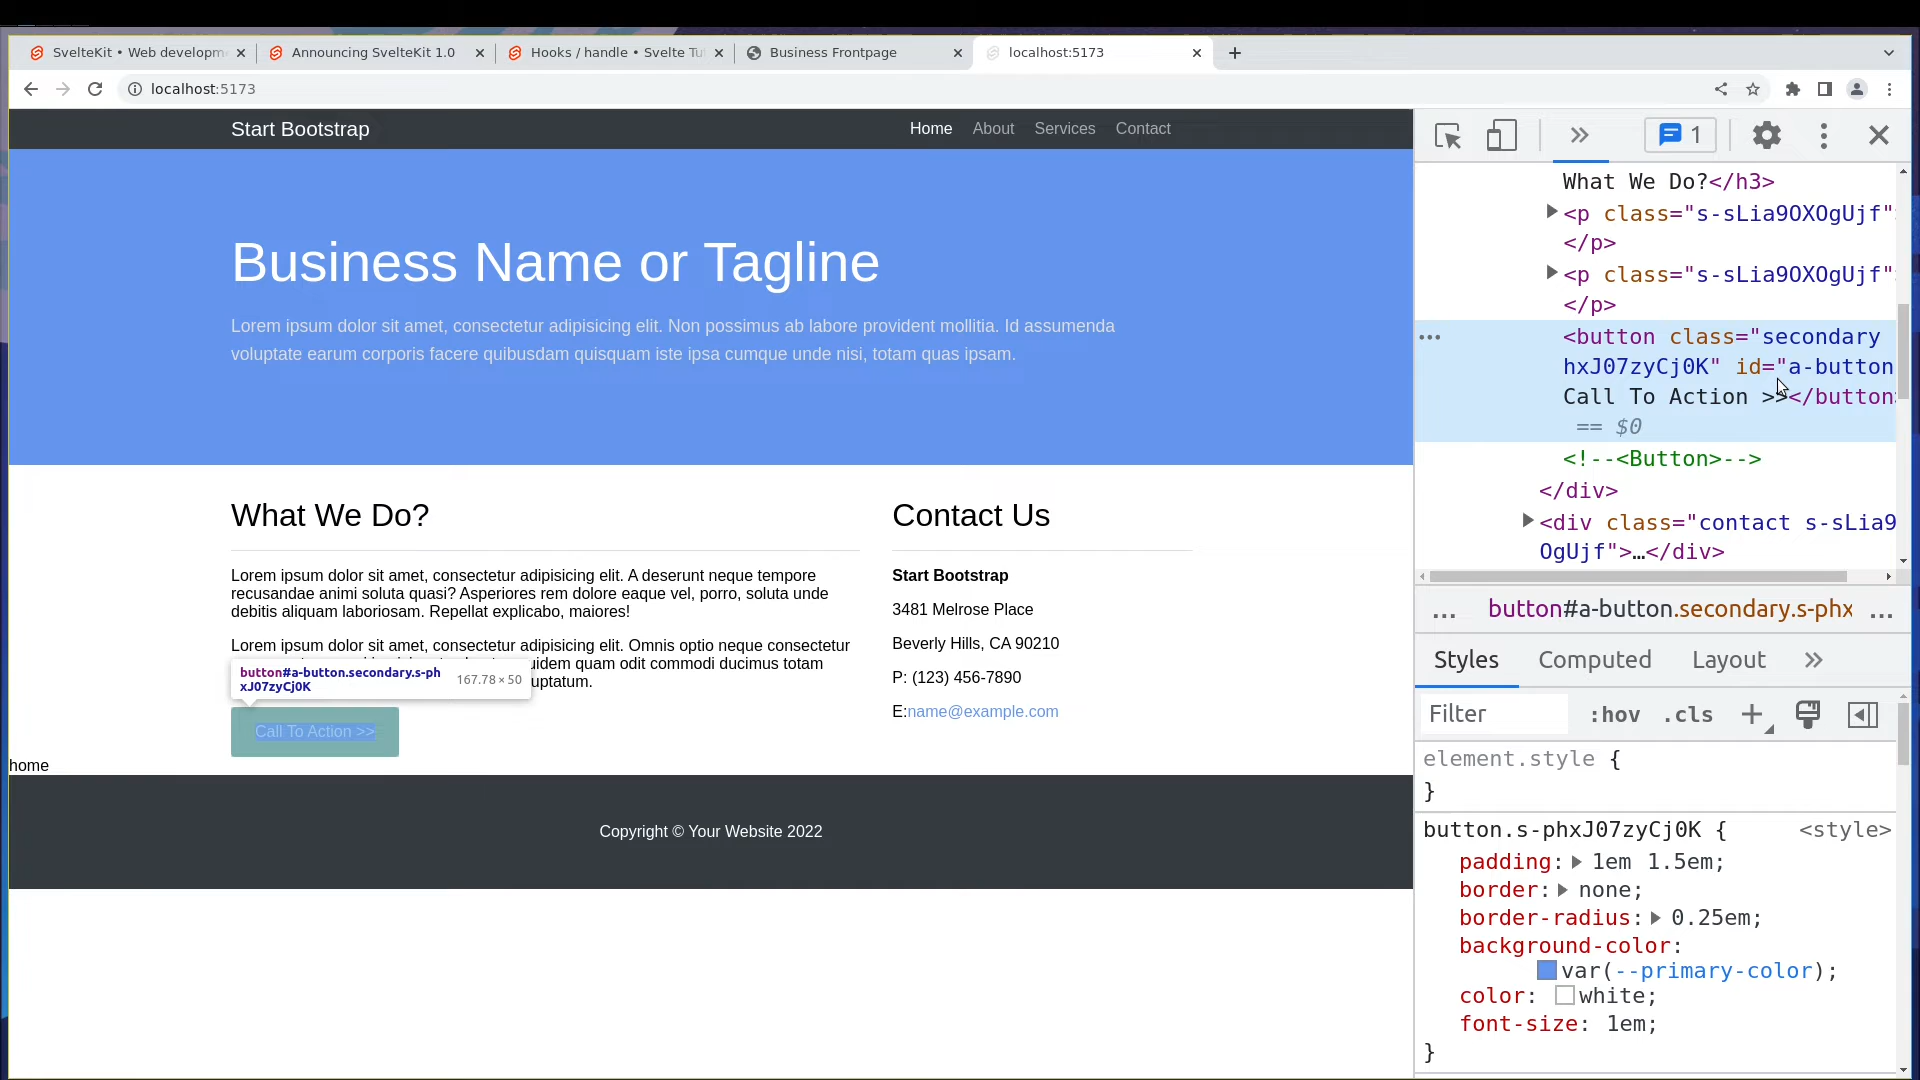 SvelteKit • Web developm
Announcing SvelteKit 1.0
Hooks / handle • Svelte Tu
Business Frontpage
localhost:5173
localhost:5173
Start Bootstrap
Home
About
Services
Contact
Business Name or Tagline
Lorem ipsum dolor sit amet, consectetur adipisicing elit. Non possimus ab labore provident mollitia. Id assumenda
voluptate earum corporis facere quibusdam quisquam iste ipsa cumque unde nisi, totam quas ipsam.
What We Do?
Lorem ipsum dolor sit amet, consectetur adipisicing elit. A deserunt neque tempore
recusandae animi soluta quasi? Asperiores rem dolore eaque vel, porro, soluta unde
debitis aliquam laboriosam. Repellat explicabo, maiores!
Lorem ipsum dolor sit amet, consectetur adipisicing elit. Omnis optio neque consectetur
uidem quam odit commodi ducimus totam
uptatum.
button#a-button.secondary.s-ph
xJ07zyCj0K
167.78 × 50
Call To Action >>
home
Contact Us
Start Bootstrap
3481 Melrose Place
Beverly Hills, CA 90210
P: (123) 456-7890
E:name@example.com
Copyright © Your Website 2022
1
What We Do?</h3>
<p class="s-sLia9OXOgUjf"
</p>
<p class="s-sLia9OXOgUjf"
</p>
<button class="secondary
hxJ07zyCj0K" id="a-button
Call To Action >></button
== $0
<!--<Button>-->
</div>
<div class="contact s-sLia9
OgUjf">…</div>
...
button#a-button.secondary.s-phx
...
Styles
Computed
Layout
Filter
:hov
.cls
element.style {
}
button.s-phxJ07zyCj0K {
<style>
padding: 1em 1.5em;
border: none;
border-radius: 0.25em;
background-color:
var(--primary-color);
color: white;
font-size: 1em;
}